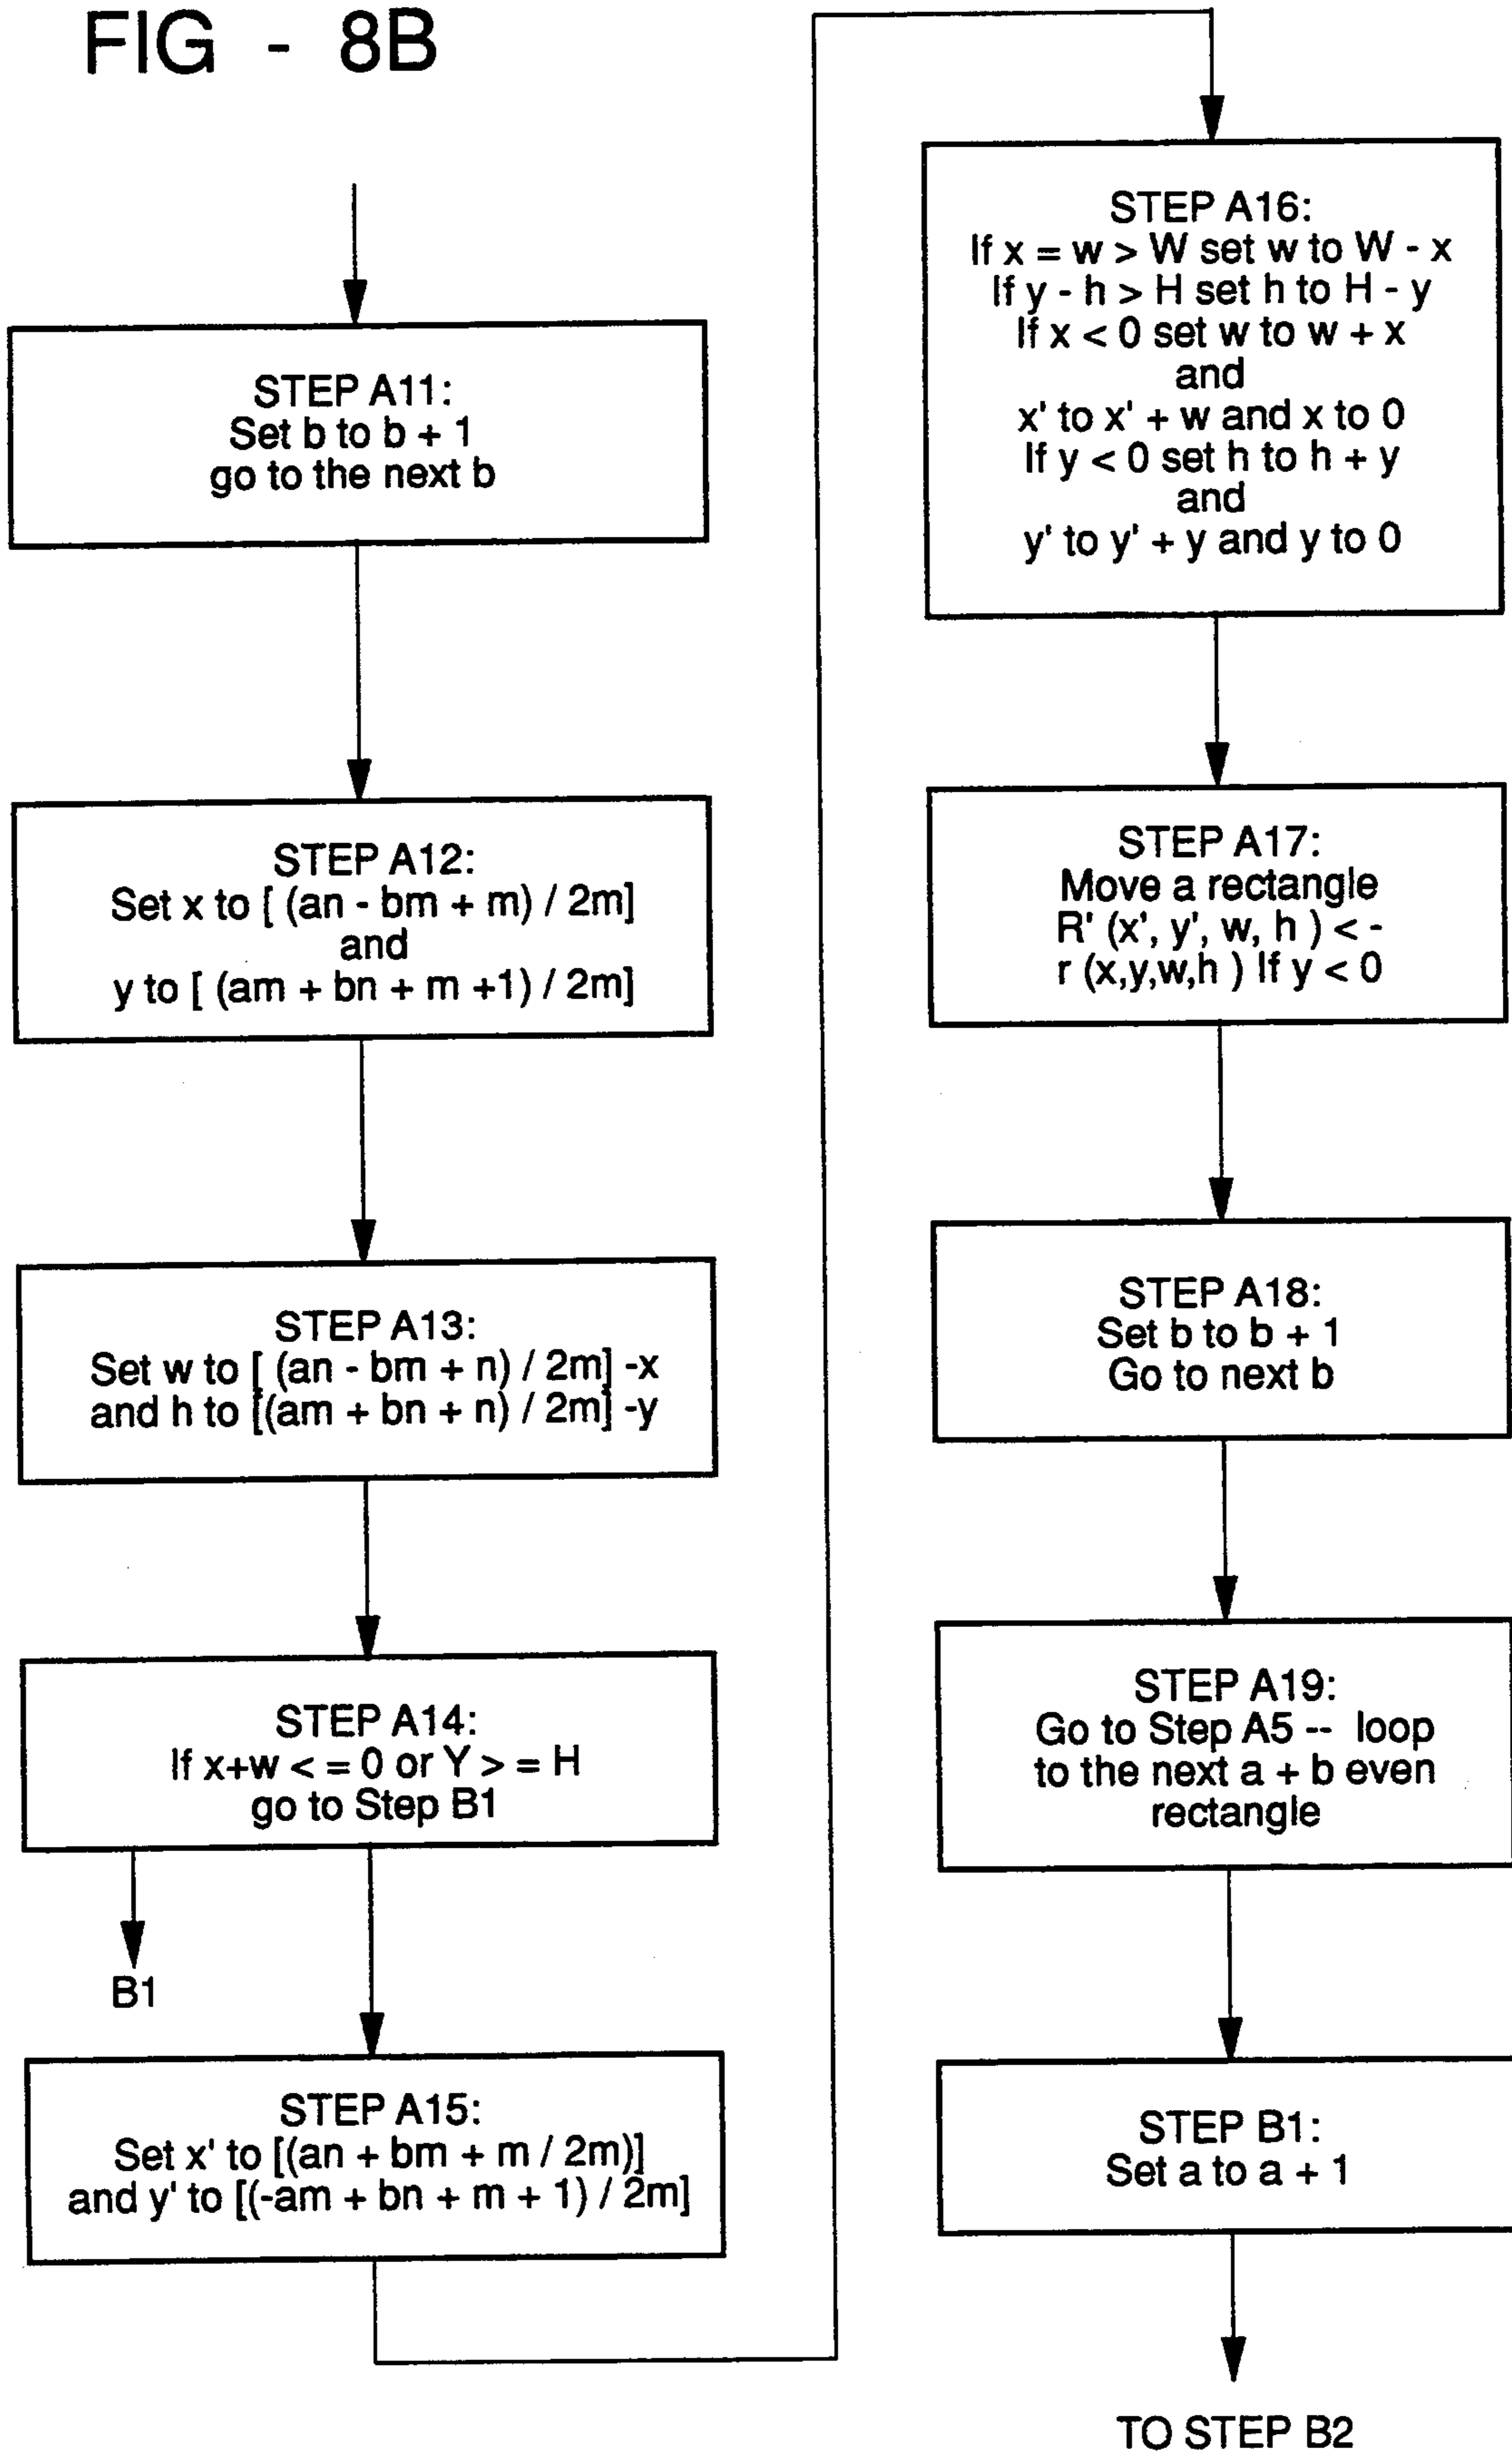 FIG - 8B
STEP A11:
Set b to b + 1
go to the next b
STEP A12:
Set x to [ (an - bm + m) / 2m]
and
y to [ (am + bn + m +1) / 2m]
STEP A13:
Set w to [ (an - bm + n) / 2m] -x
and h to [(am + bn + n) / 2m] -y
STEP A14:
If x+w < = 0 or Y > = H
go to Step B1
B1
STEP A15:
Set x' to [(an + bm + m / 2m)]
and y' to [(-am + bn + m + 1) / 2m]
STEP A16:
If x = w > W set w to W - x
If y - h > H set h to H - y
If x < 0 set w to w + x
and
x' to x' + w and x to 0
If y < 0 set h to h + y
and
y' to y' + y and y to 0
STEP A17:
Move a rectangle
R' (x', y', w, h ) < -
r (x,y,w,h ) If y < 0
STEP A18:
Set b to b + 1
Go to next b
STEP A19:
Go to Step A5 -- loop
to the next a + b even
rectangle
STEP B1:
Set a to a + 1
TO STEP B2